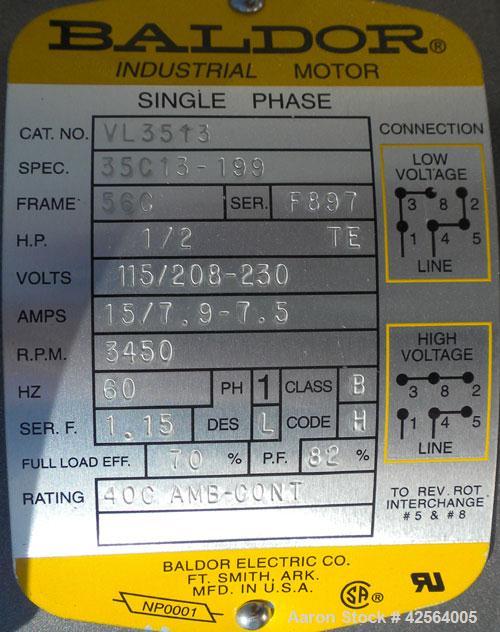 BALDOR®
INDUSTRIAL MOTOR
SINGLE PHASE
CAT. NO. VL3513
SPEC. 35C13-199
FRAME 56C SER. F897
H.P. 1/2 TE
VOLTS 115/208-230
AMPS 15/7.9-7.5
R.P.M. 3450
HZ 60 PH 1 CLASS B
SER. F. 1.15 DES L CODE H
FULL LOAD EFF. 70 % P.F. 82 %
RATING 40C AMB-CONT
CONNECTION
LOW
VOLTAGE
3 8 2
1 4 5
LINE
HIGH
VOLTAGE
3 8 2
1 4 5
LINE
TO REV. ROT
INTERCHANGE
#5 & #8
BALDOR ELECTRIC CO.
FT. SMITH, ARK.
MFD. IN U.S.A.
NP0001
SA®
RU
Aaron Stock # 42564005